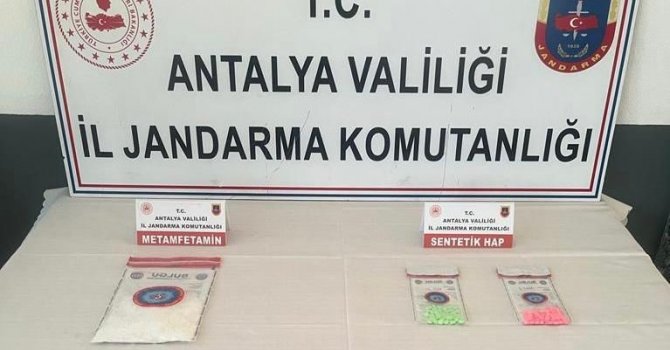 T.C.
ANTALYA VALİLİĞİ
İL JANDARMA KOMUTANLIĞI
JANDARMA
T.C.
ANTALYA VALİLİĞİ
İL JANDARMA KOMUTANLIĞI
METAMFETAMİN
T.C.
ANTALYA VALİLİĞİ
İL JANDARMA KOMUTANLIĞI
SENTETİK HAP